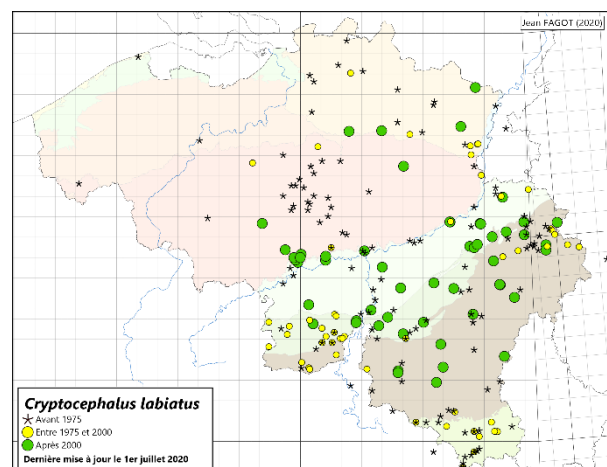 Jean FAGOT (2020)
Cryptocephalus labiatus
Avant 1975
Entre 1975 et 2000
Après 2000
Dernière mise à jour le 1er juillet 2020